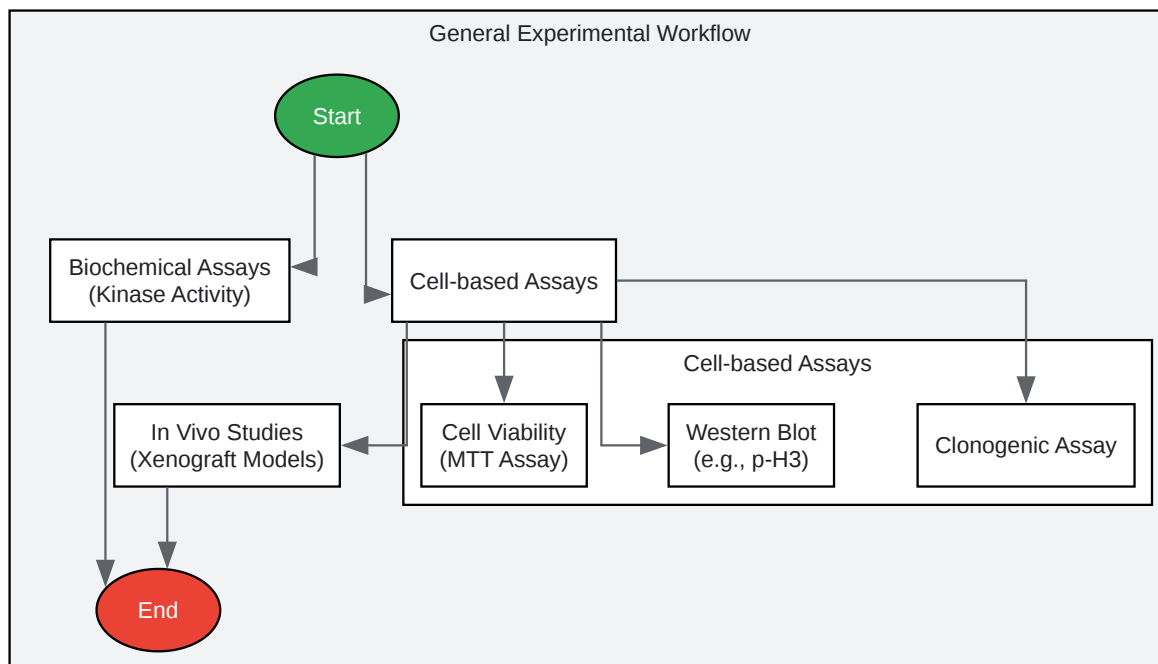 General Experimental Workflow
Start
Biochemical Assays
(Kinase Activity)
Cell-based Assays
Cell-based Assays
In Vivo Studies
(Xenograft Models)
Cell Viability
(MTT Assay)
Western Blot
(e.g., p-H3)
Clonogenic Assay
End